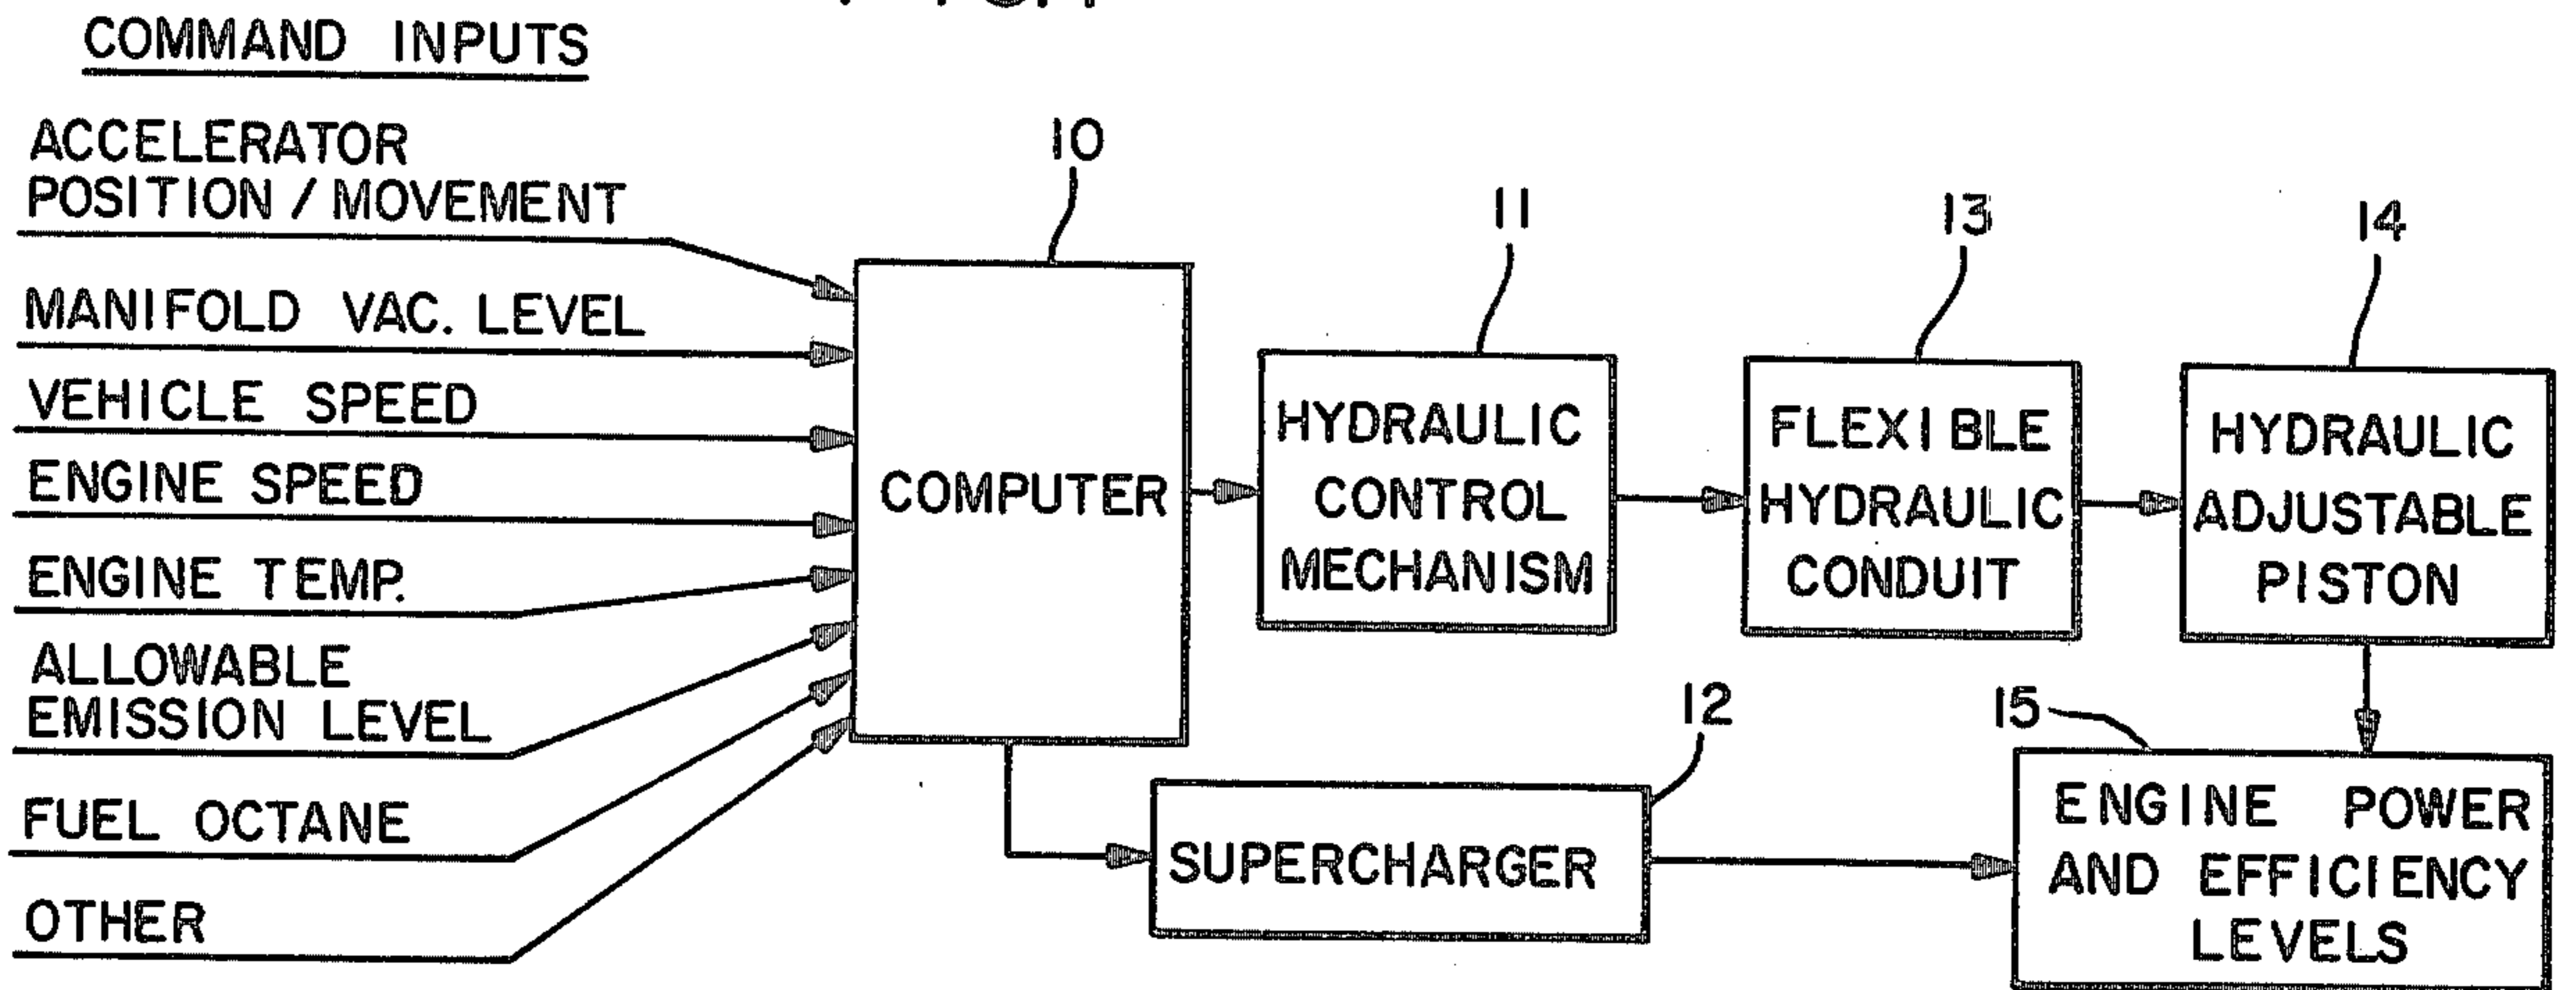 COMMAND INPUTS
ACCELERATOR
POSITION / MOVEMENT
MANIFOLD VAC. LEVEL
VEHICLE SPEED
ENGINE SPEED
ENGINE TEMP.
ALLOWABLE
EMISSION LEVEL
FUEL OCTANE
OTHER
10
COMPUTER
11
HYDRAULIC
CONTROL
MECHANISM
13
FLEXIBLE
HYDRAULIC
CONDUIT
14
HYDRAULIC
ADJUSTABLE
PISTON
12
SUPERCHARGER
15
ENGINE POWER
AND EFFICIENCY
LEVELS